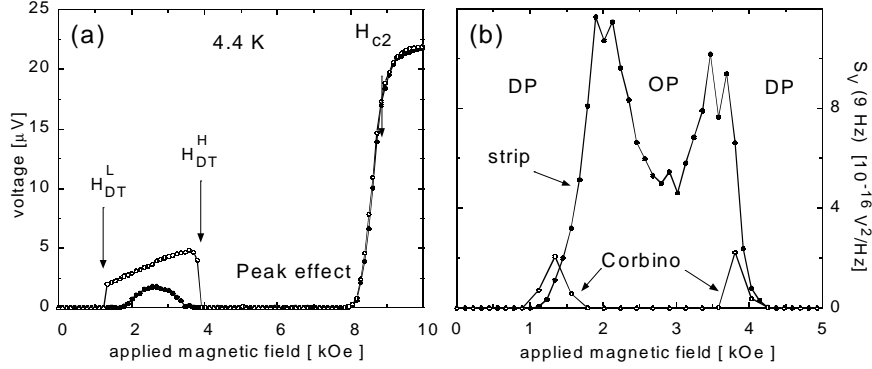 (a)
4.4 K
H_c2
H_DT^L
H_DT^H
Peak effect
voltage [μV]
25
20
15
10
5
0
0 2 4 6 8 10
applied magnetic field [ kOe]
(b)
DP
OP
DP
strip
Corbino
8
4
0
S_V (9 Hz) [10^-16 V^2/Hz]
0 1 2 3 4 5
applied magnetic field [ kOe]